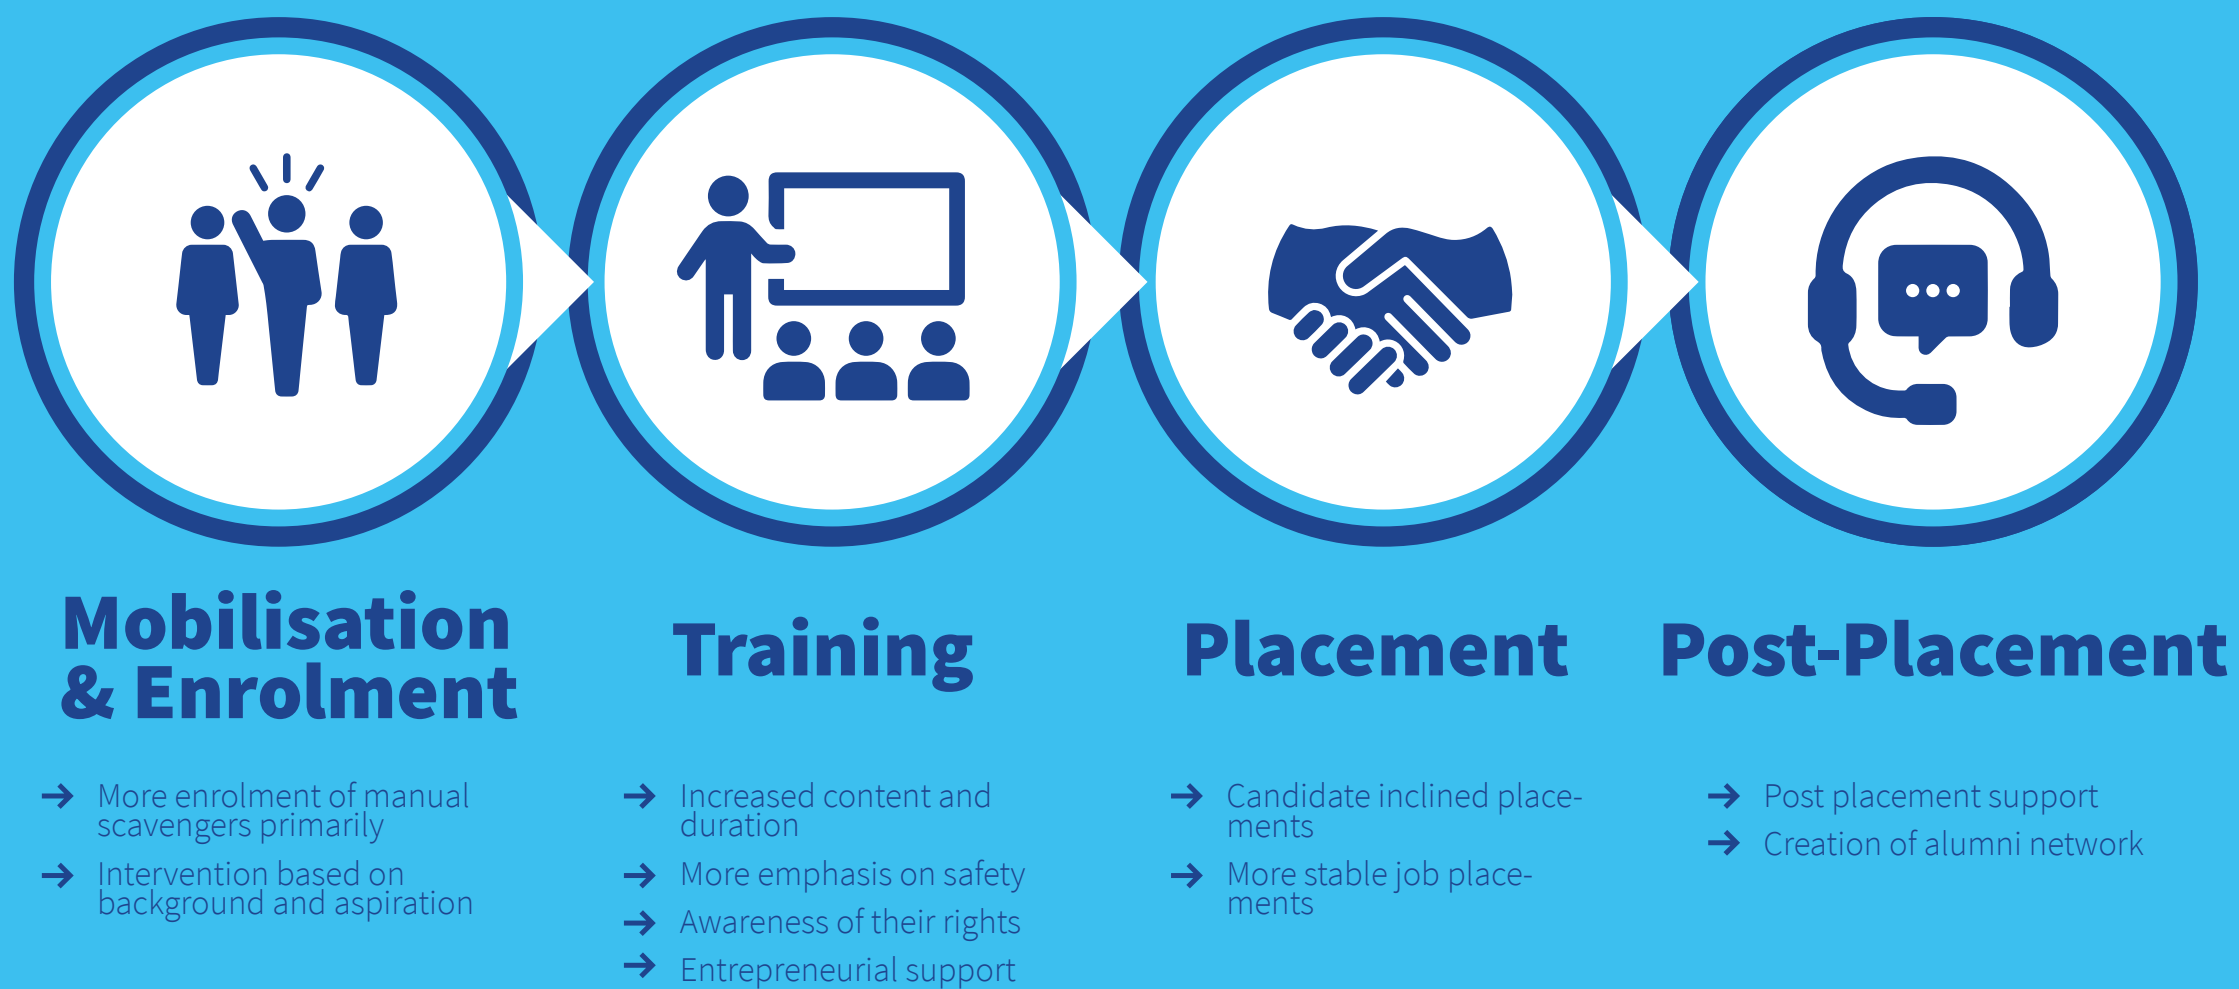 Mobilisation
& Enrolment
More enrolment of manual
scavengers primarily
Intervention based on
background and aspiration
Training
Increased content and
duration
More emphasis on safety
Awareness of their rights
Entrepreneurial support
Placement
Candidate inclined place-
ments
More stable job place-
ments
Post-Placement
Post placement support
Creation of alumni network